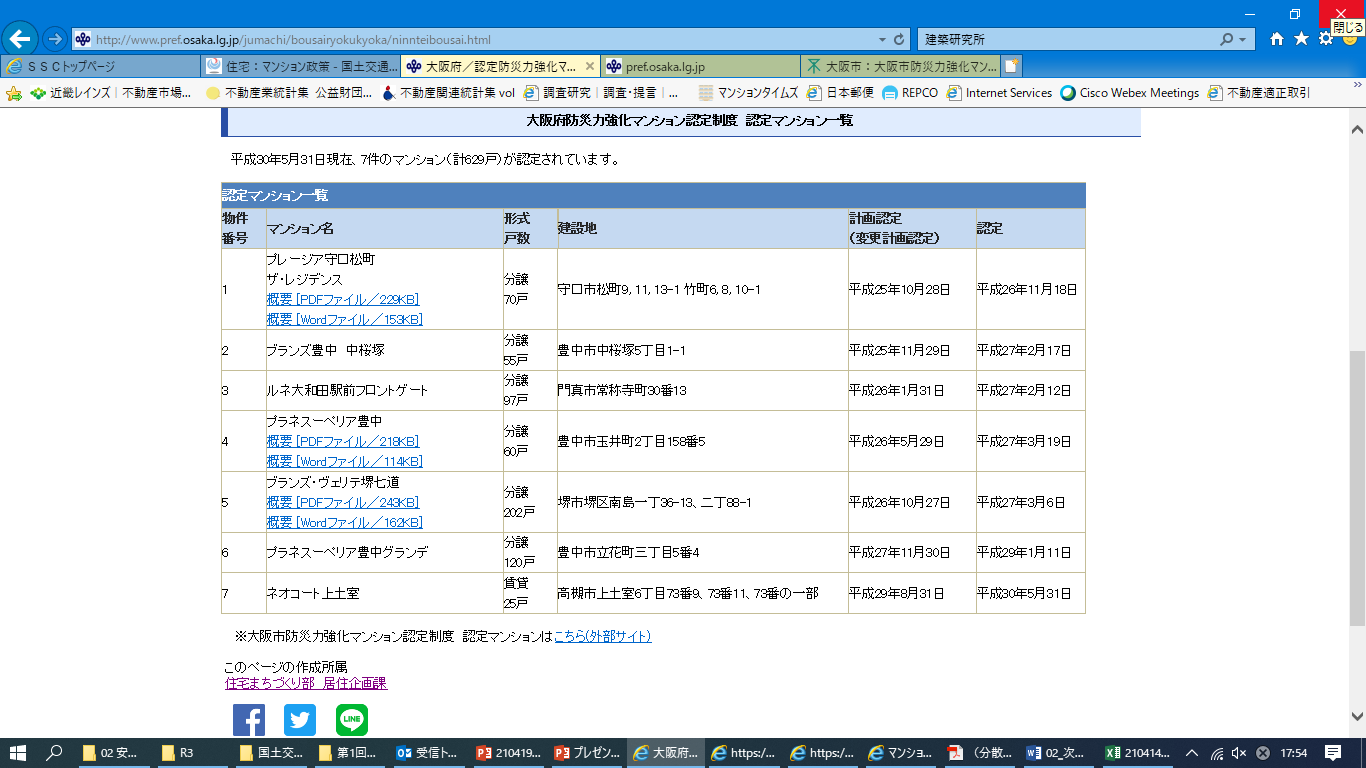 閉じる
http://www.pref.osaka.lg.jp/jumachi/bousairyokukyoka/ninnteibousai.html
建築研究所
ＳＳＣトップページ
住宅：マンション政策 - 国土交通...
大阪府／認定防災力強化マ...
pref.osaka.lg.jp
大阪市：大阪市防災力強化マン...
近畿レインズ | 不動産市場...
不動産業統計集 公益財団...
不動産関連統計集 vol
調査研究 | 調査・提言 | ...
マンションタイムズ
日本郵便
REPCO
Internet Services
Cisco Webex Meetings
不動産適正取引
大阪府防災力強化マンション認定制度 認定マンション一覧
平成30年5月31日現在、7件のマンション（計629戸）が認定されています。
認定マンション一覧
物件
番号
マンション名
形式
戸数
建設地
計画認定
（変更計画認定）
認定
1
プレージア守口松町
ザ・レジデンス
概要 [PDFファイル／229KB]
概要 [Wordファイル／153KB]
分譲
70戸
守口市松町9，11，13-1 竹町6，8，10-1
平成25年10月28日
平成26年11月18日
2
ブランズ豊中　中桜塚
分譲
55戸
豊中市中桜塚5丁目1-1
平成25年11月29日
平成27年2月17日
3
ルネ大和田駅前フロントゲート
分譲
97戸
門真市常称寺町30番13
平成26年1月31日
平成27年2月12日
4
プラネスーペリア豊中
概要 [PDFファイル／218KB]
概要 [Wordファイル／114KB]
分譲
60戸
豊中市玉井町2丁目158番5
平成26年5月29日
平成27年3月19日
5
ブランズ・ヴェリテ堺七道
概要 [PDFファイル／243KB]
概要 [Wordファイル／162KB]
分譲
202戸
堺市堺区南島一丁36-13、二丁88-1
平成26年10月27日
平成27年3月6日
6
プラネスーペリア豊中グランデ
分譲
120戸
豊中市立花町三丁目5番4
平成27年11月30日
平成29年1月11日
7
ネオコート上土室
賃貸
25戸
高槻市上土室6丁目73番9、73番11、73番の一部
平成29年8月31日
平成30年5月31日
※大阪市防災力強化マンション認定制度　認定マンションはこちら(外部サイト)
このページの作成所属
住宅まちづくり部　居住企画課
LINE
02 安...
R3
国土交...
第1回...
受信ト...
210419...
プレゼン...
大阪府...
https:/...
https:/...
マンショ...
（分散...
02_次...
210414...
17:54